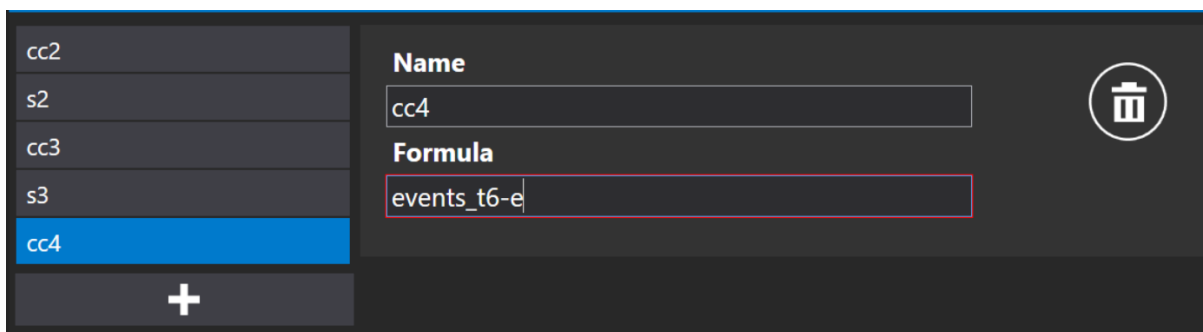 cc2
s2
cc3
s3
cc4
Name
cc4
Formula
events_t6-e